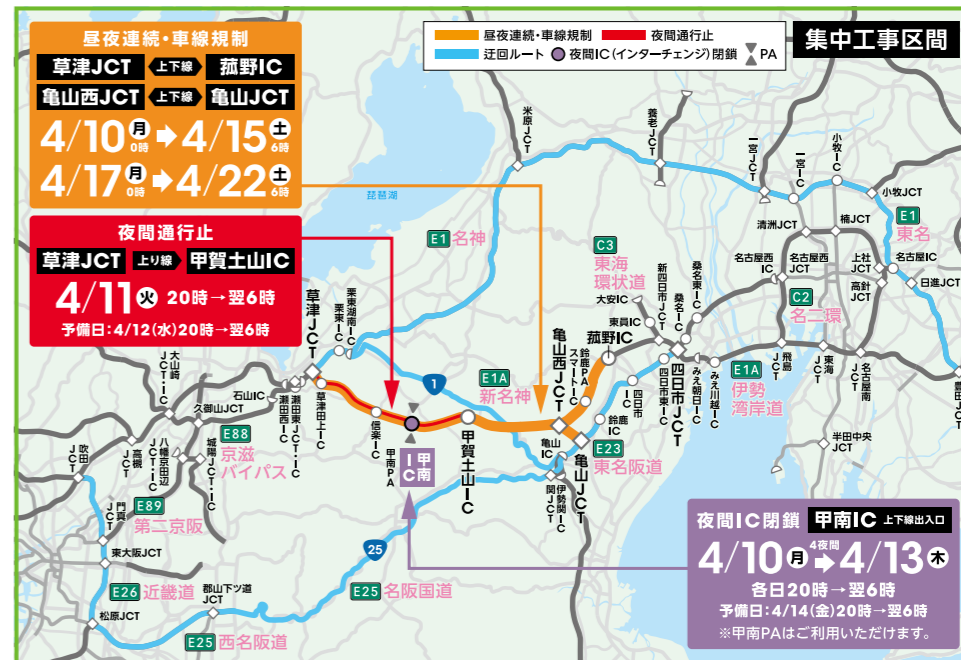 集中工事区間
昼夜連続・車線規制 夜間通行止
迂回ルート 夜間IC(インターチェンジ)閉鎖 PA
昼夜連続・車線規制
草津JCT 上下線 菰野IC
亀山西JCT 上下線 亀山JCT
4/10月0時 4/15土6時
4/17月0時 4/22土6時
夜間通行止
草津JCT 上り線 甲賀土山IC
4/11火 20時→翌6時
予備日:4/12(水)20時→翌6時
夜間IC閉鎖 甲南IC 上下線出入口
4/10月 4夜間 4/13木
各日20時→翌6時
予備日:4/14(金)20時→翌6時
※甲南PAはご利用いただけます。
琵琶湖
米原JCT
養老JCT
一宮JCT
一宮IC
小牧IC
小牧JCT
E1
東名
E1 名神
清洲JCT
楠JCT
名古屋西IC
名古屋西JCT
上社JCT
高針JCT
名古屋IC
日進JCT
C3
東海
環状道
C2
名二環
大安IC
東員IC
新四日市JCT
桑名IC
桑名東IC
菰野IC
鈴鹿PA
スマートIC
亀山西JCT
四日市JCT
四日市東IC
四日市IC
鈴鹿IC
みえ朝日IC
みえ川越IC
E1A
伊勢
湾岸道
飛島JCT
東海JCT
名古屋南JCT
豊田JCT
半田中央JCT
E23
東名阪道
亀山IC
亀山JCT
伊勢関IC
関JCT
E1A
新名神
1
栗東湖南IC
栗東IC
草津JCT
草津田上IC
瀬田東JCT・IC
瀬田西IC
石山IC
信楽IC
甲南PA
甲南IC
甲賀土山IC
大山崎JCT・IC
久御山JCT
E88
京滋
バイパス
城陽JCT・IC
八幡京田辺JCT・IC
高槻JCT
吹田JCT
E89
第二京阪
門真JCT
東大阪JCT
E26 近畿道
松原JCT
郡山下ツ道
JCT
E25 西名阪道
E25 名阪国道
25